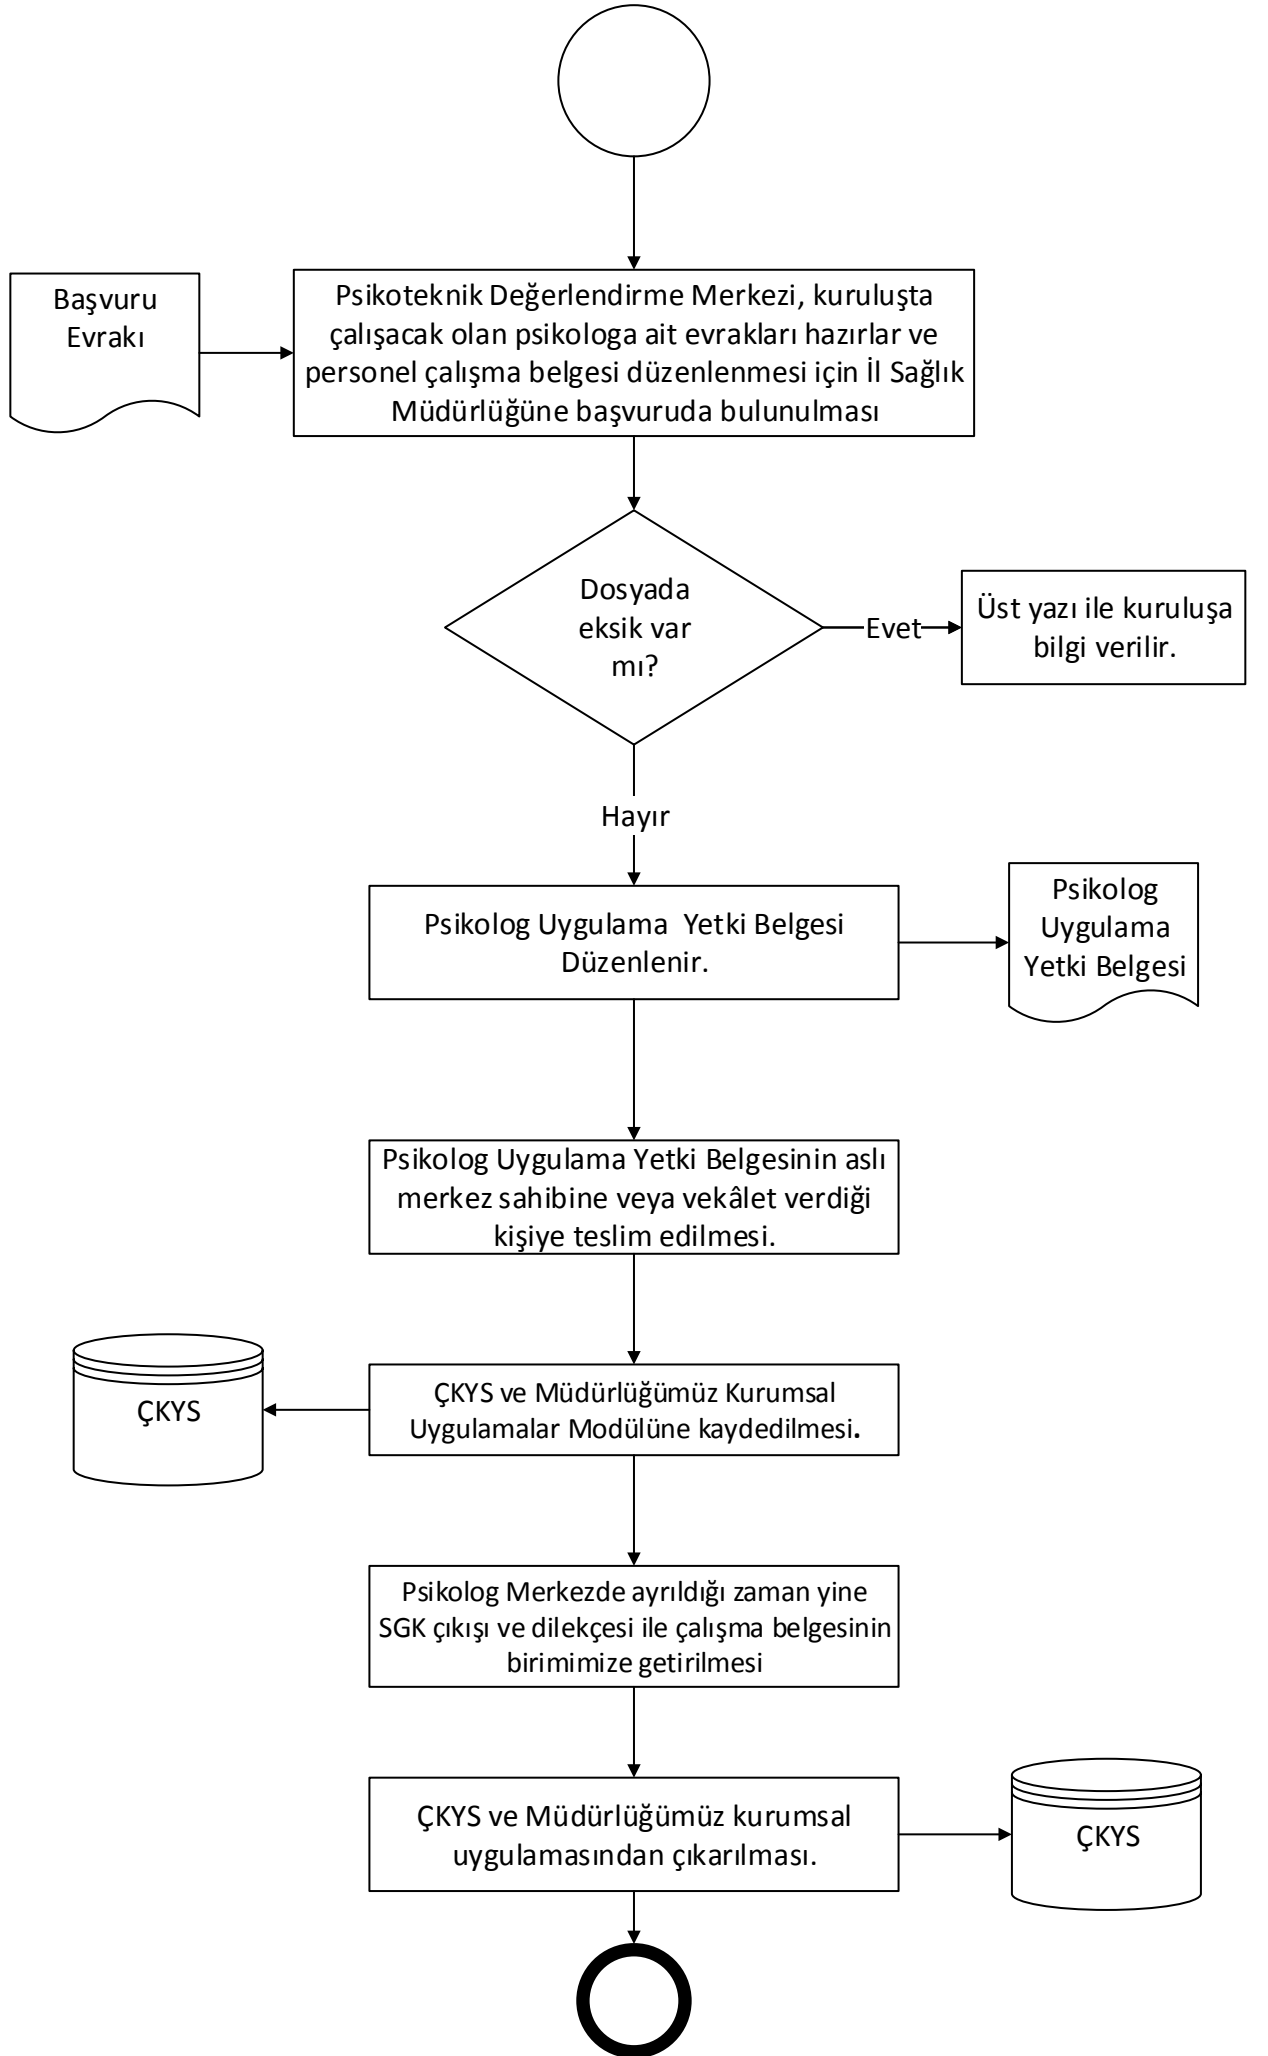 Başvuru
Evrakı
Psikoteknik Değerlendirme Merkezi, kuruluşta
çalışacak olan psikologa ait evrakları hazırlar ve
personel çalışma belgesi düzenlenmesi için İl Sağlık
Müdürlüğüne başvuruda bulunulması
Dosyada
eksik var
mı?
Evet
Üst yazı ile kuruluşa
bilgi verilir.
Hayır
Psikolog Uygulama  Yetki Belgesi
Düzenlenir.
Psikolog
Uygulama
Yetki Belgesi
Psikolog Uygulama Yetki Belgesinin aslı
merkez sahibine veya vekâlet verdiği
kişiye teslim edilmesi.
ÇKYS
ÇKYS ve Müdürlüğümüz Kurumsal
Uygulamalar Modülüne kaydedilmesi.
Psikolog Merkezde ayrıldığı zaman yine
SGK çıkışı ve dilekçesi ile çalışma belgesinin
birimimize getirilmesi
ÇKYS ve Müdürlüğümüz kurumsal
uygulamasından çıkarılması.
ÇKYS